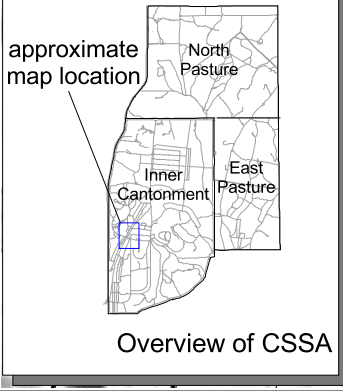 approximate
map location
North
Pasture
Inner
Cantonment
East
Pasture
Overview of CSSA